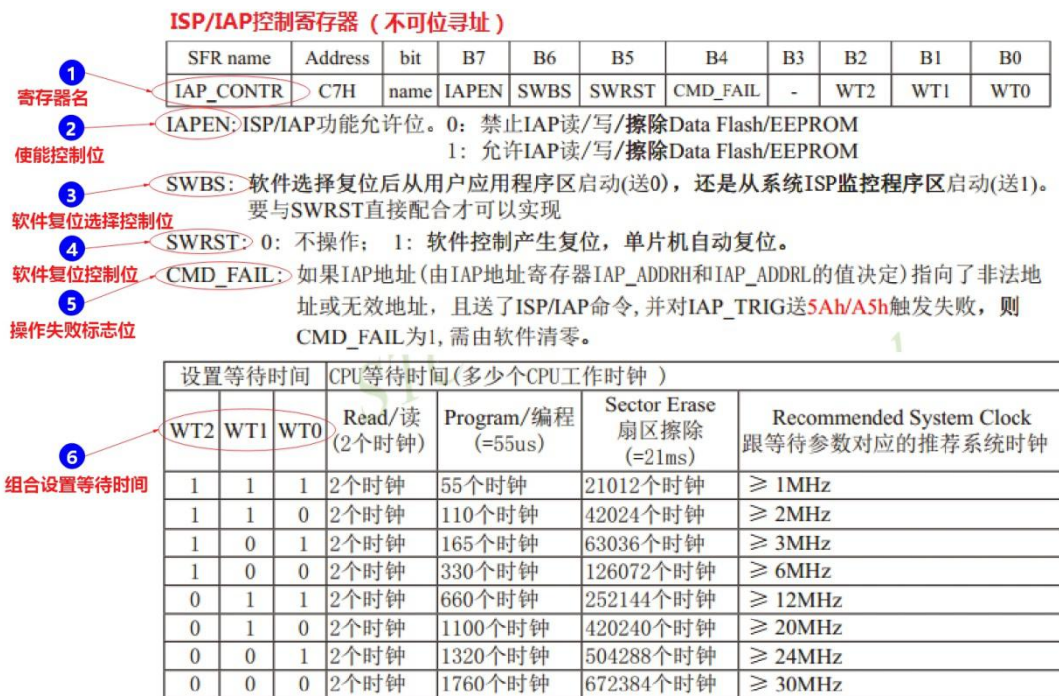 ISP/IAP控制寄存器 (不可位寻址)
SFR name Address bit B7 B6 B5 B4 B3 B2 B1 B0
1
寄存器名
IAP_CONTR C7H name IAPEN SWBS SWRST CMD_FAIL - WT2 WT1 WT0
2
使能控制位
IAPEN: ISP/IAP功能允许位。0: 禁止IAP读/写/擦除Data Flash/EEPROM
1: 允许IAP读/写/擦除Data Flash/EEPROM
3
软件复位选择控制位
SWBS: 软件选择复位后从用户应用程序区启动(送0), 还是从系统ISP监控程序区启动(送1)。
要与SWRST直接配合才可以实现
4
软件复位控制位
SWRST: 0: 不操作; 1: 软件控制产生复位, 单片机自动复位。
5
操作失败标志位
CMD_FAIL: 如果IAP地址(由IAP地址寄存器IAP_ADDRH和IAP_ADDRL的值决定)指向了非法地
址或无效地址, 且送了ISP/IAP命令, 并对IAP_TRIG送5Ah/A5h触发失败, 则
CMD_FAIL为1, 需由软件清零。
设置等待时间 CPU等待时间(多少个CPU工作时钟 )
6
组合设置等待时间
WT2 WT1 WT0 Read/读 Program/编程 Sector Erase Recommended System Clock
(2个时钟) (=55us) 扇区擦除 跟等待参数对应的推荐系统时钟
(=21ms)
1 1 1 2个时钟 55个时钟 21012个时钟 ≥ 1MHz
1 1 0 2个时钟 110个时钟 42024个时钟 ≥ 2MHz
1 0 1 2个时钟 165个时钟 63036个时钟 ≥ 3MHz
1 0 0 2个时钟 330个时钟 126072个时钟 ≥ 6MHz
0 1 1 2个时钟 660个时钟 252144个时钟 ≥ 12MHz
0 1 0 2个时钟 1100个时钟 420240个时钟 ≥ 20MHz
0 0 1 2个时钟 1320个时钟 504288个时钟 ≥ 24MHz
0 0 0 2个时钟 1760个时钟 672384个时钟 ≥ 30MHz